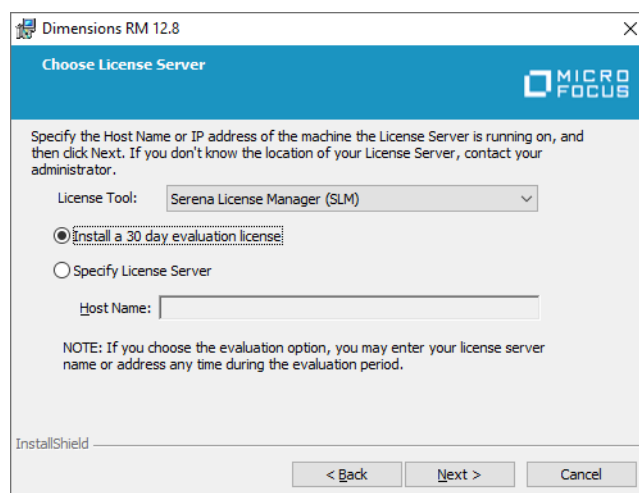 Dimensions RM 12.8
Choose License Server
MICRO
FOCUS
Specify the Host Name or IP address of the machine the License Server is running on, and
then click Next. If you don't know the location of your License Server, contact your
administrator.
License Tool: Serena License Manager (SLM)
Install a 30 day evaluation license
Specify License Server
Host Name:
NOTE: If you choose the evaluation option, you may enter your license server
name or address any time during the evaluation period.
InstallShield
< Back Next > Cancel